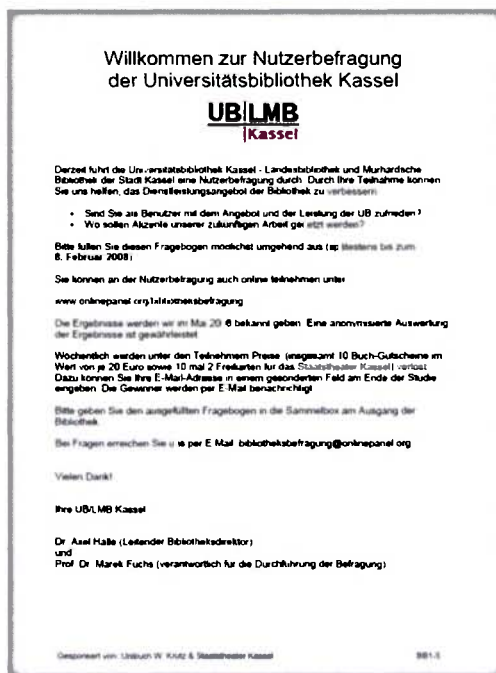 Willkommen zur Nutzerbefragung
der Universitätsbibliothek Kassel
UB|LMB
|Kassel
Derzeit führt die Universitätsbibliothek Kassel - Landesbibliothek und Murhardsche
Bibliothek der Stadt Kassel eine Nutzerbefragung durch. Durch Ihre Teilnahme können
Sie uns helfen, das Dienstleistungsangebot der Bibliothek zu verbessern.
• Sind Sie als Benutzer mit dem Angebot und der Leistung der UB zufrieden?
• Wo sollen Akzente unserer zukünftigen Arbeit gesetzt werden?
Bitte füllen Sie diesen Fragebogen möglichst umgehend aus (spätestens bis zum
8. Februar 2008)
Sie können an der Nutzerbefragung auch online teilnehmen unter
www.onlinepanel.org/bibliotheksbefragung
Die Ergebnisse werden wir im Mai 2008 bekannt geben. Eine anonymisierte Auswertung
der Ergebnisse ist gewährleistet.
Wöchentlich werden unter den Teilnehmern Preise (insgesamt 10 Buch-Gutscheine im
Wert von je 20 Euro sowie 10 mal 2 Freikarten für das Staatstheater Kassel) verlost.
Dazu können Sie Ihre E-Mail-Adresse in einem gesonderten Feld am Ende der Studie
eingeben. Die Gewinner werden per E-Mail benachrichtigt.
Bitte geben Sie den ausgefüllten Fragebogen in die Sammelbox am Ausgang der
Bibliothek.
Bei Fragen erreichen Sie uns per E-Mail: bibliotheksbefragung@onlinepanel.org
Vielen Dank!
Ihre UB/LMB Kassel
Dr. Axel Halle (Leitender Bibliotheksdirektor)
und
Prof. Dr. Marek Fuchs (verantwortlich für die Durchführung der Befragung)
Gesponsert von: Unibuch W. Krutz & Staatstheater Kassel